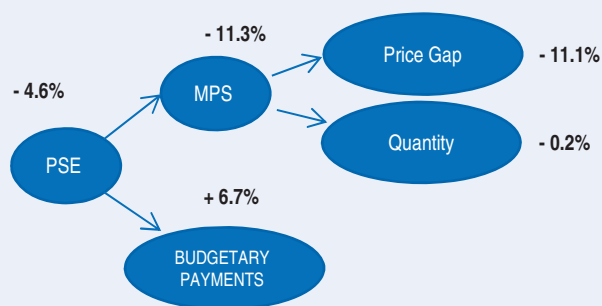 - 11.3%
Price Gap
- 11.1%
- 4.6%
MPS
Quantity
- 0.2%
PSE
+ 6.7%
BUDGETARY
PAYMENTS